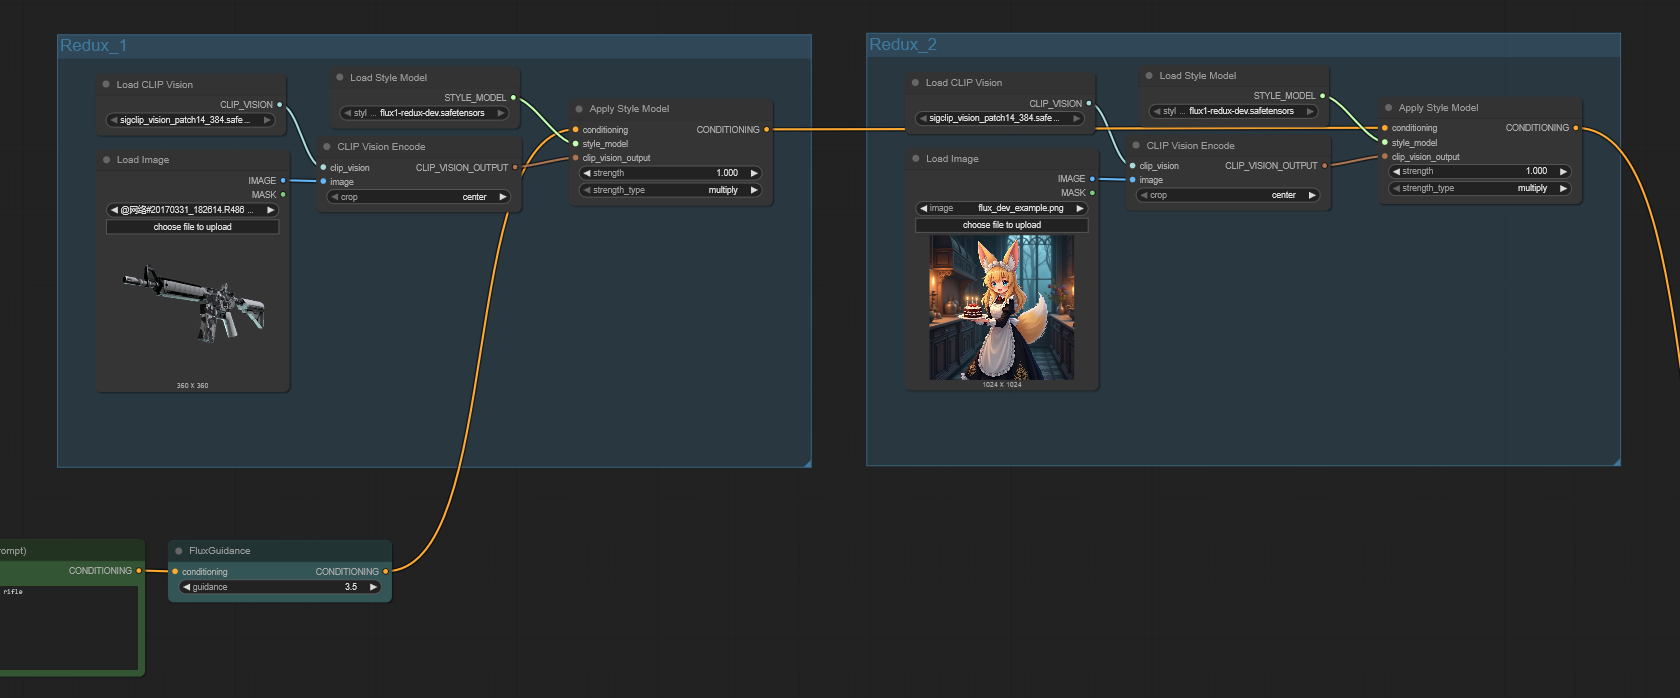 Redux_1
Load CLIP Vision
CLIP_VISION
sigclip_vision_patch14_384.safe ...
Load Style Model
STYLE_MODEL
styl ... flux1-redux-dev.safetensors
Apply Style Model
conditioning CONDITIONING
style_model
clip_vision_output
strength 1.000
strength_type multiply
CLIP Vision Encode
clip_vision CLIP_VISION_OUTPUT
image
crop center
Load Image
IMAGE
MASK
@网络#20170331_182614.R486 ...
choose file to upload
360 x 360
Redux_2
Load CLIP Vision
CLIP_VISION
sigclip_vision_patch14_384.safe ...
Load Style Model
STYLE_MODEL
styl ... flux1-redux-dev.safetensors
Apply Style Model
conditioning CONDITIONING
style_model
clip_vision_output
strength 1.000
strength_type multiply
CLIP Vision Encode
clip_vision CLIP_VISION_OUTPUT
image
crop center
Load Image
IMAGE
MASK
image flux_dev_example.png
choose file to upload
1024 x 1024
ompt)
CONDITIONING
rifle
FluxGuidance
conditioning CONDITIONING
guidance 3.5